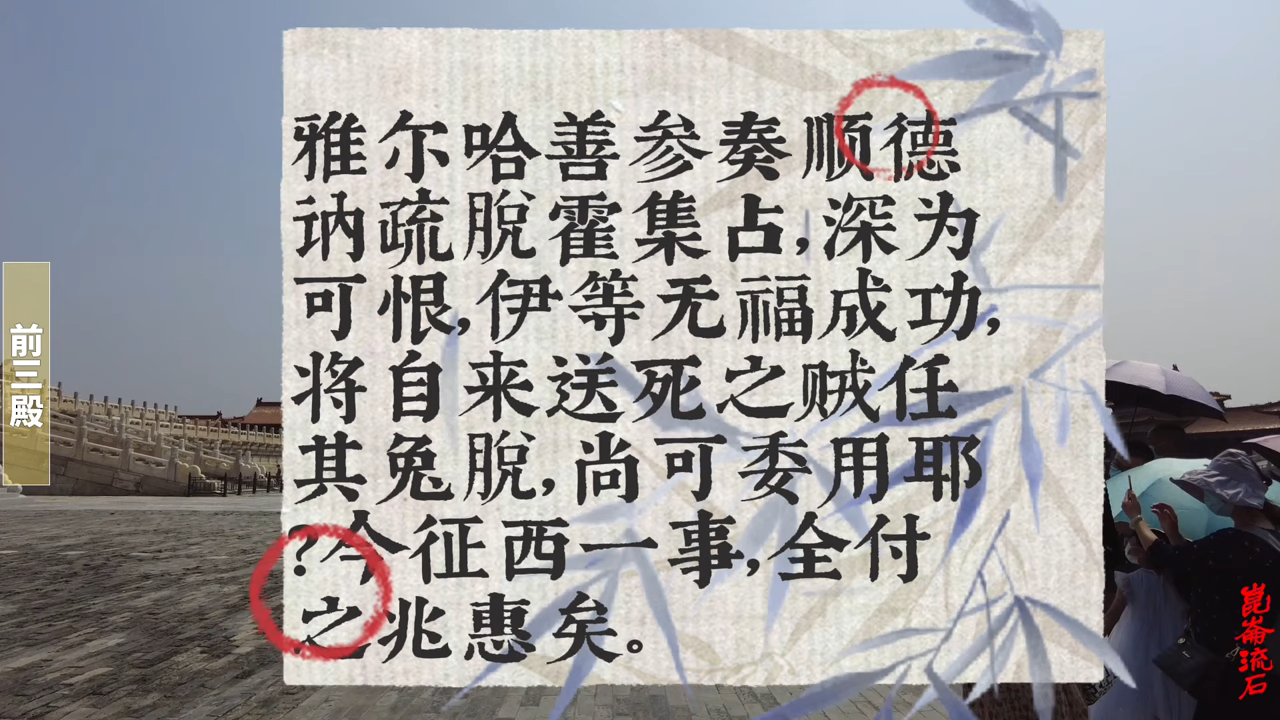 雅尔哈善参奏顺德
讷疏脱霍集占,深为
可恨,伊等无福成功,
将自来送死之贼任
其兔脱,尚可委用耶
?今征西一事,全付
之兆惠矣。
前三殿
崑崙流石